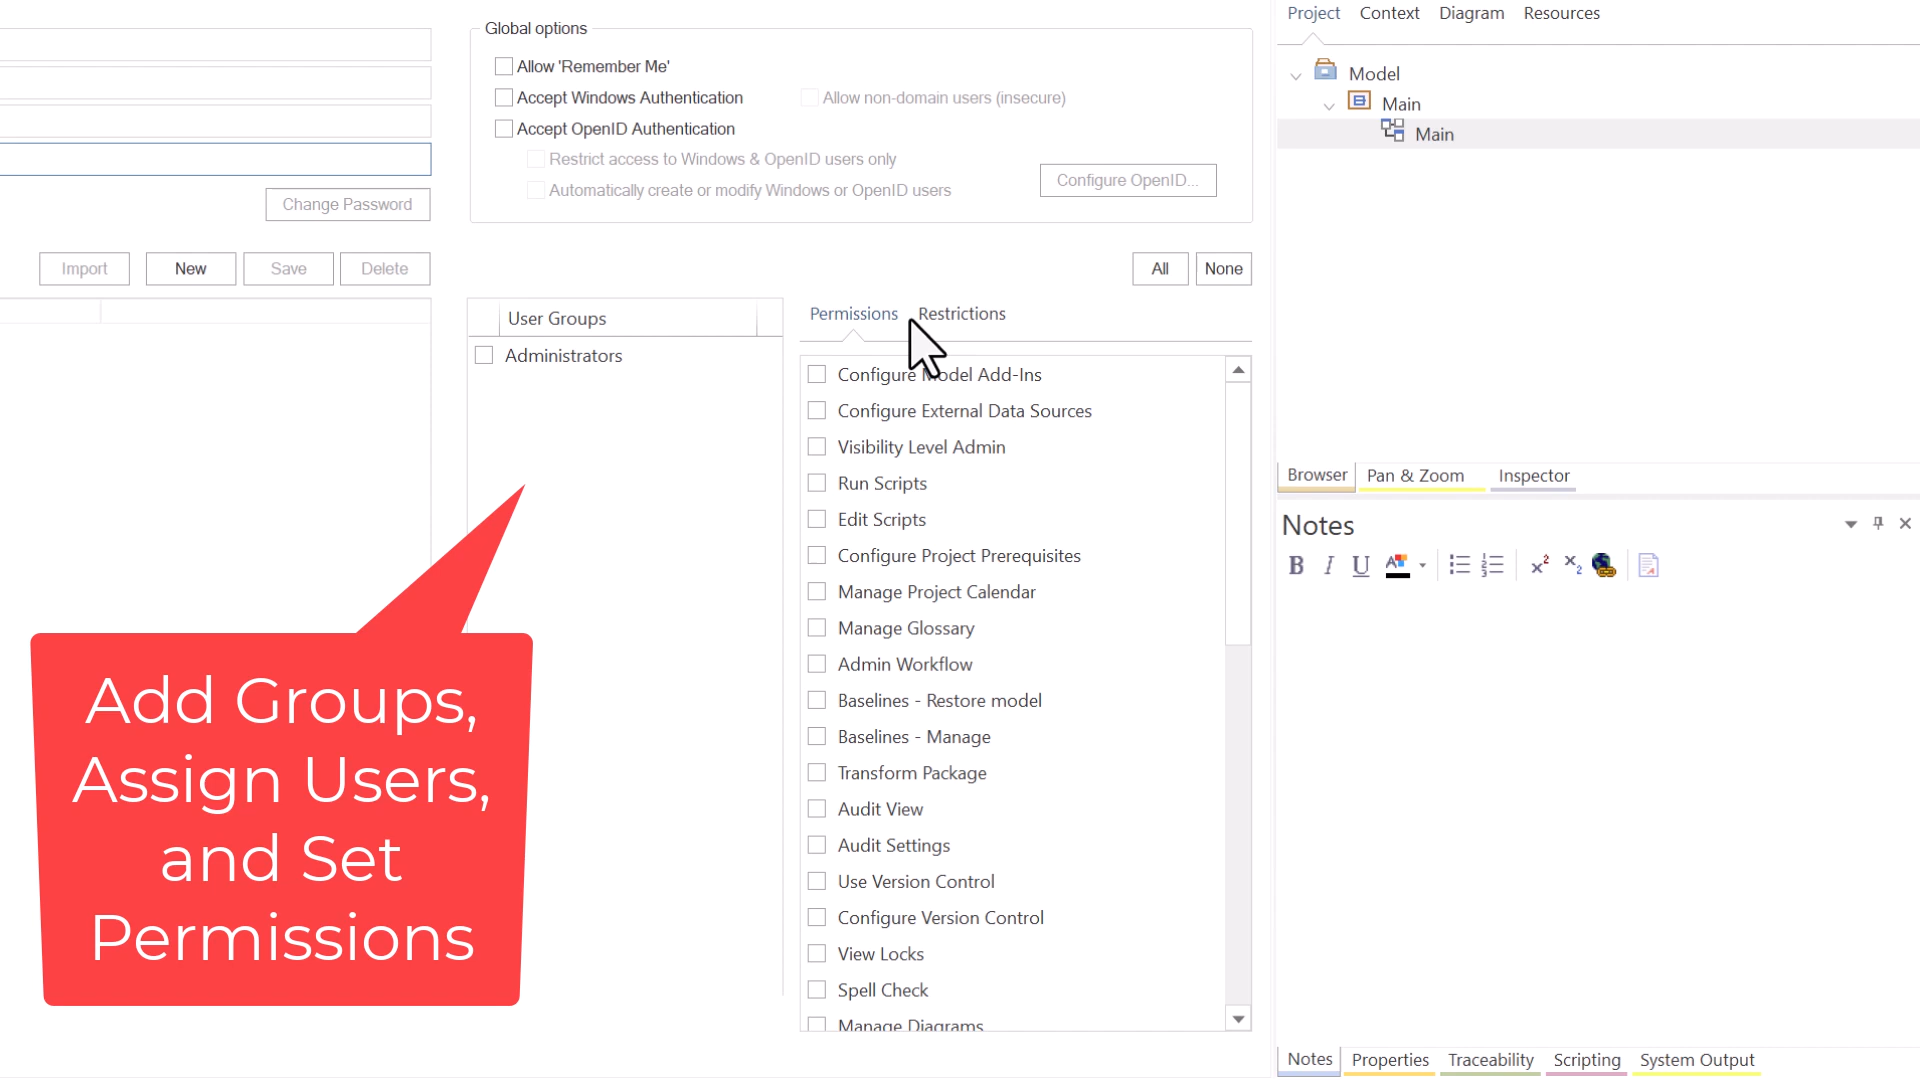 Global options
Allow 'Remember Me'
Accept Windows Authentication
Allow non-domain users (insecure)
Accept OpenID Authentication
Restrict access to Windows & OpenID users only
Automatically create or modify Windows or OpenID users
Configure OpenID...
Change Password
Import
New
Save
Delete
All
None
User Groups
Administrators
Permissions
Restrictions
Configure Model Add-Ins
Configure External Data Sources
Visibility Level Admin
Run Scripts
Edit Scripts
Configure Project Prerequisites
Manage Project Calendar
Manage Glossary
Admin Workflow
Baselines - Restore model
Baselines - Manage
Transform Package
Audit View
Audit Settings
Use Version Control
Configure Version Control
View Locks
Spell Check
Manage Diagrams
Add Groups,
Assign Users,
and Set
Permissions
Project
Context
Diagram
Resources
Model
Main
Main
Browser
Pan & Zoom
Inspector
Notes
Notes
Properties
Traceability
Scripting
System Output